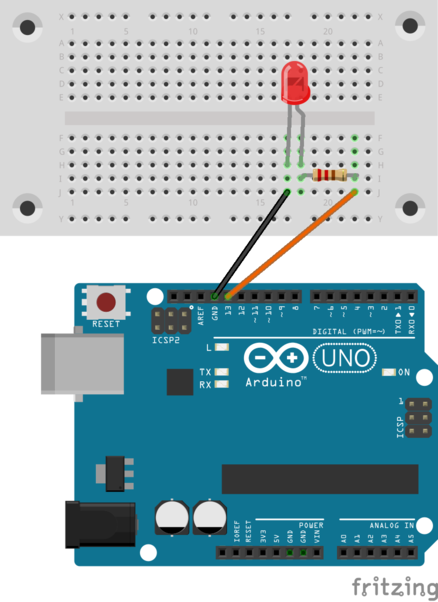 X X
1 5 10 15 20
A A
B B
C C
D D
E E
F F
G G
H H
I I
J J
1 5 10 15 20
Y Y
RESET
ICSP2
AREF
GND
13
12
~11
~10
~9
8
7
~6
~5
4
~3
2
TX0▶1
RX0◀0
DIGITAL (PWM=~)
L
TX
RX
UNO
ON
Arduino™
1
ICSP
POWER
ANALOG IN
IOREF
RESET
3V3
5V
GND
GND
VIN
A0
A1
A2
A3
A4
A5
fritzing